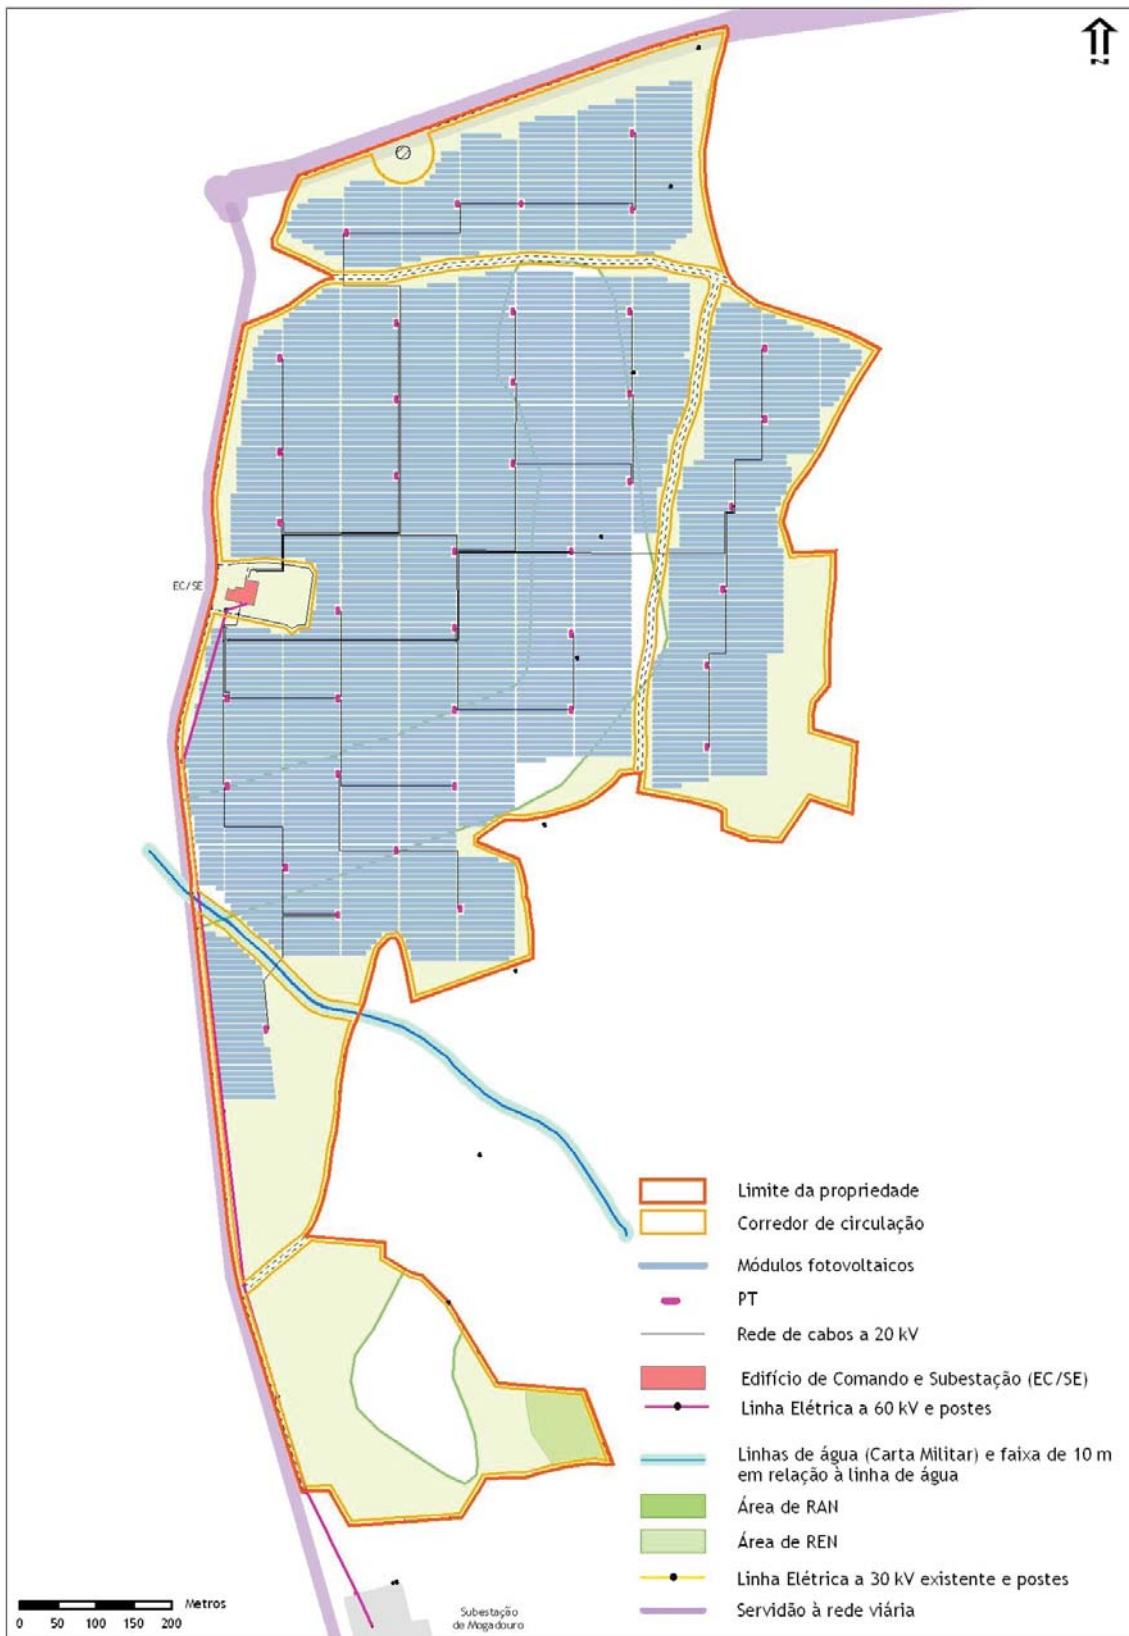 N
EC/SE
Limite da propriedade
Corredor de circulação
Módulos fotovoltaicos
PT
Rede de cabos a 20 kV
Edifício de Comando e Subestação (EC/SE)
Linha Elétrica a 60 kV e postes
Linhas de água (Carta Militar) e faixa de 10 m
em relação à linha de água
Área de RAN
Área de REN
Linha Elétrica a 30 kV existente e postes
Servidão à rede viária
Metros
0 50 100 150 200
Subestação
de Mogadouro